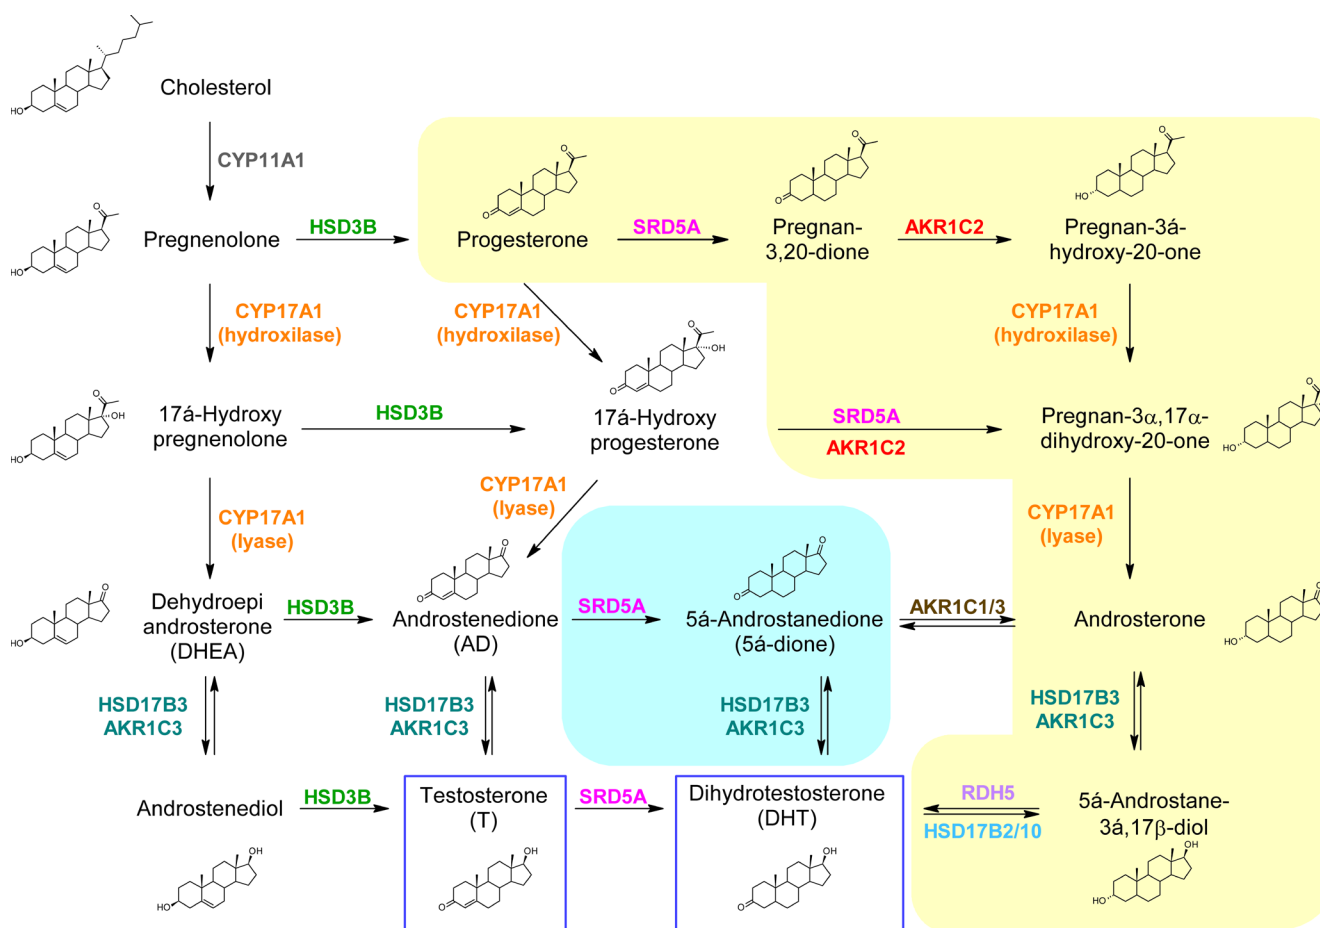 Cholesterol
HO
CYP11A1
O
HO
Pregnenolone
HSD3B
O
O
Progesterone
SRD5A
O
O
Pregnan-
3,20-dione
AKR1C2
O
HO
Pregnan-3á-
hydroxy-20-one
CYP17A1
(hydroxilase)
CYP17A1
(hydroxilase)
CYP17A1
(hydroxilase)
O
OH
HO
17á-Hydroxy
pregnenolone
HSD3B
O
OH
O
17á-Hydroxy
progesterone
SRD5A
AKR1C2
Pregnan-3α,17α-
dihydroxy-20-one
O
HO
CYP17A1
(lyase)
CYP17A1
(lyase)
CYP17A1
(lyase)
O
HO
Dehydroepi
androsterone
(DHEA)
HSD3B
O
O
Androstenedione
(AD)
SRD5A
O
O
5á-Androstanedione
(5á-dione)
AKR1C1/3
Androsterone
O
HO
HSD17B3
AKR1C3
HSD17B3
AKR1C3
HSD17B3
AKR1C3
HSD17B3
AKR1C3
Androstenediol
OH
HO
HSD3B
Testosterone
(T)
OH
O
SRD5A
Dihydrotestosterone
(DHT)
OH
O
RDH5
HSD17B2/10
5á-Androstane-
3á,17β-diol
OH
HO